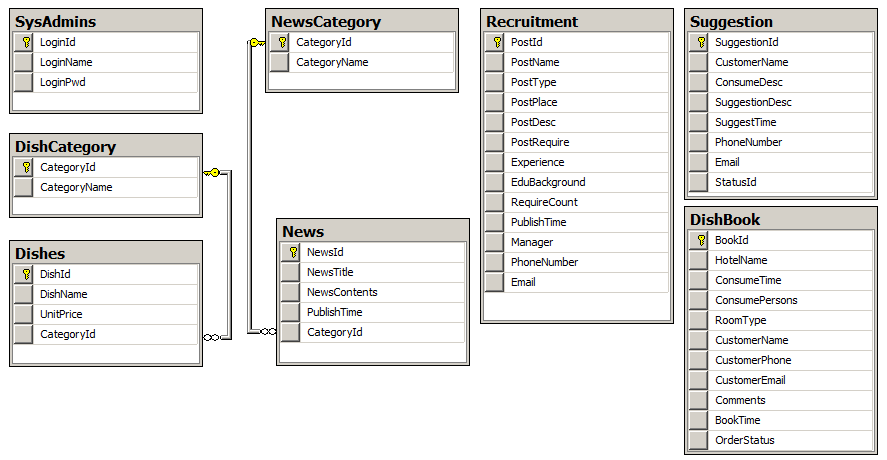 SysAdmins
LoginId
LoginName
LoginPwd
DishCategory
CategoryId
CategoryName
Dishes
DishId
DishName
UnitPrice
CategoryId
NewsCategory
CategoryId
CategoryName
News
NewsId
NewsTitle
NewsContents
PublishTime
CategoryId
Recruitment
PostId
PostName
PostType
PostPlace
PostDesc
PostRequire
Experience
EduBackground
RequireCount
PublishTime
Manager
PhoneNumber
Email
Suggestion
SuggestionId
CustomerName
ConsumeDesc
SuggestionDesc
SuggestTime
PhoneNumber
Email
StatusId
DishBook
BookId
HotelName
ConsumeTime
ConsumePersons
RoomType
CustomerName
CustomerPhone
CustomerEmail
Comments
BookTime
OrderStatus